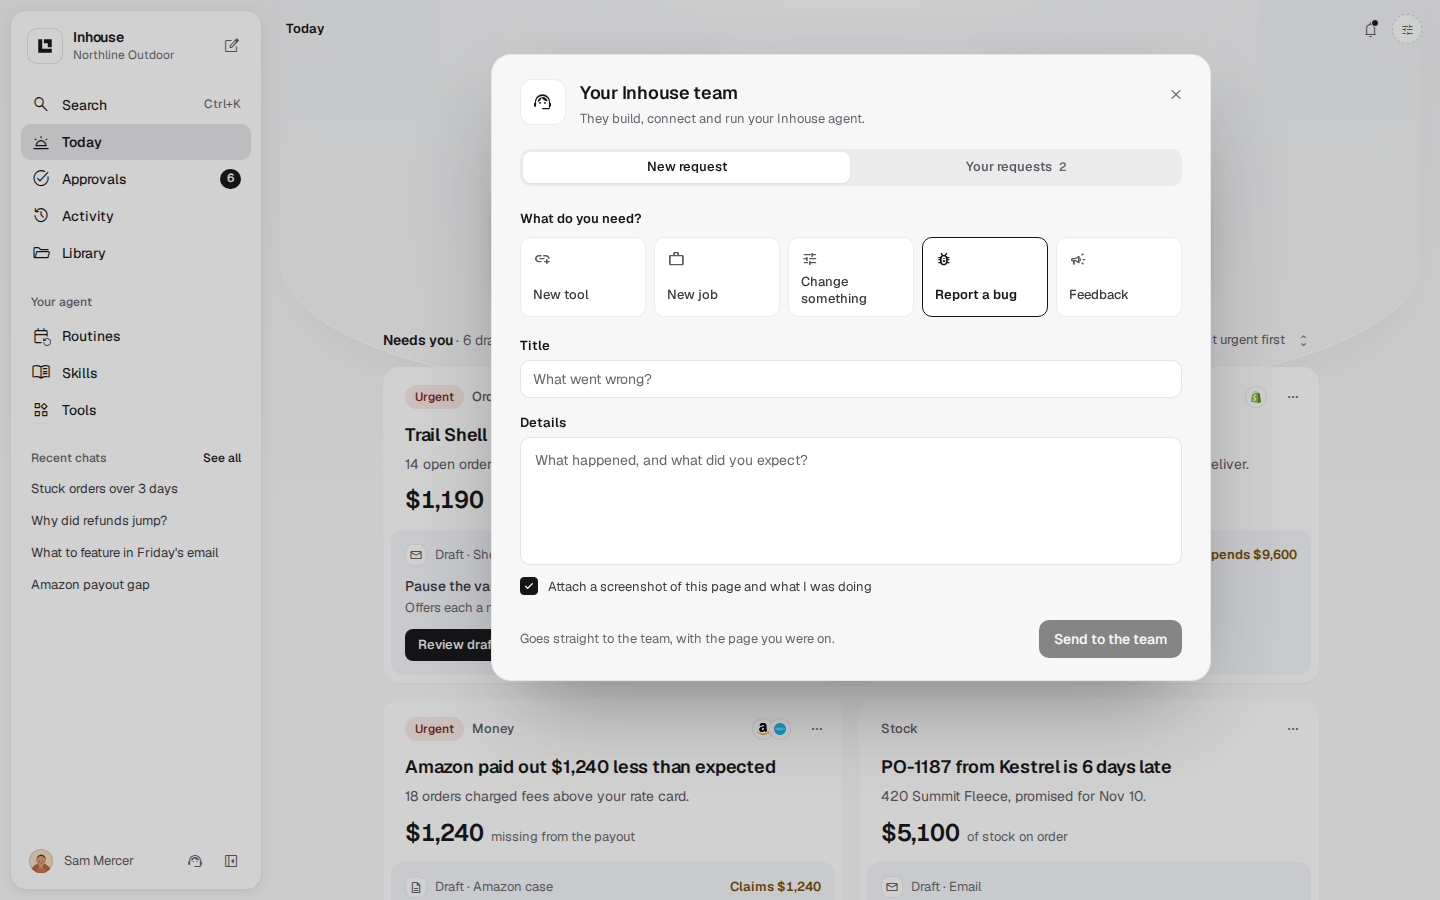 Inhouse
Northline Outdoor
Search
Ctrl+K
Today
Approvals
6
Activity
Library
Your agent
Routines
Skills
Tools
Recent chats
See all
Stuck orders over 3 days
Why did refunds jump?
What to feature in Friday's email
Amazon payout gap
Sam Mercer
Today
Your Inhouse team
They build, connect and run your Inhouse agent.
New request
Your requests 2
What do you need?
New tool
New job
Change something
Report a bug
Feedback
Title
What went wrong?
Details
What happened, and what did you expect?
Attach a screenshot of this page and what I was doing
Goes straight to the team, with the page you were on.
Send to the team
Needs you · 6
urgent first
Urgent
Trail Shell
14 open
eliver.
$1,190
Draft ·
pends $9,600
Pause the
Offers each a
Review
Urgent
Money
Amazon paid out $1,240 less than expected
18 orders charged fees above your rate card.
$1,240 missing from the payout
Draft · Amazon case
Claims $1,240
Stock
PO-1187 from Kestrel is 6 days late
420 Summit Fleece, promised for Nov 10.
$5,100 of stock on order
Draft · Email